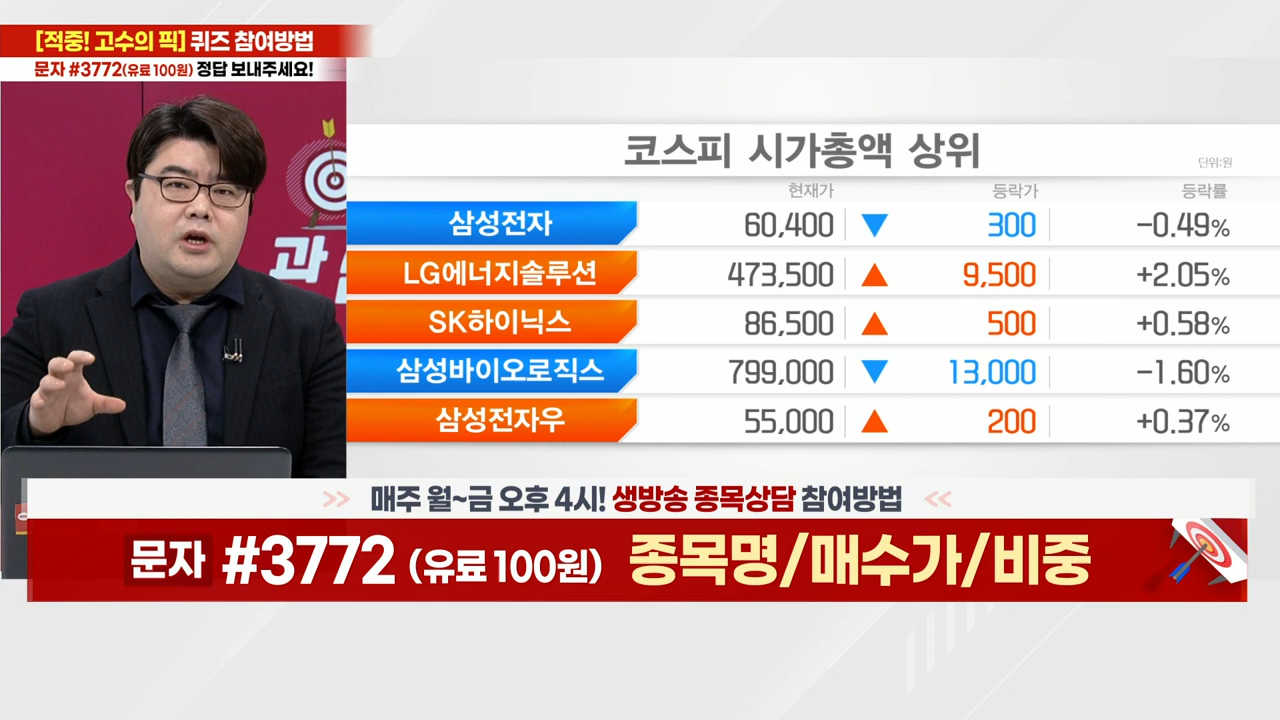 [적중! 고수의 픽] 퀴즈 참여방법
문자 #3772(유료 100원) 정답 보내주세요!
과
코스피 시가총액 상위
단위:원
현재가 등락가 등락률
삼성전자 60,400 ▼ 300 -0.49%
LG에너지솔루션 473,500 ▲ 9,500 +2.05%
SK하이닉스 86,500 ▲ 500 +0.58%
삼성바이오로직스 799,000 ▼ 13,000 -1.60%
삼성전자우 55,000 ▲ 200 +0.37%
매주 월~금 오후 4시! 생방송 종목상담 참여방법
문자 #3772 (유료 100원) 종목명/매수가/비중